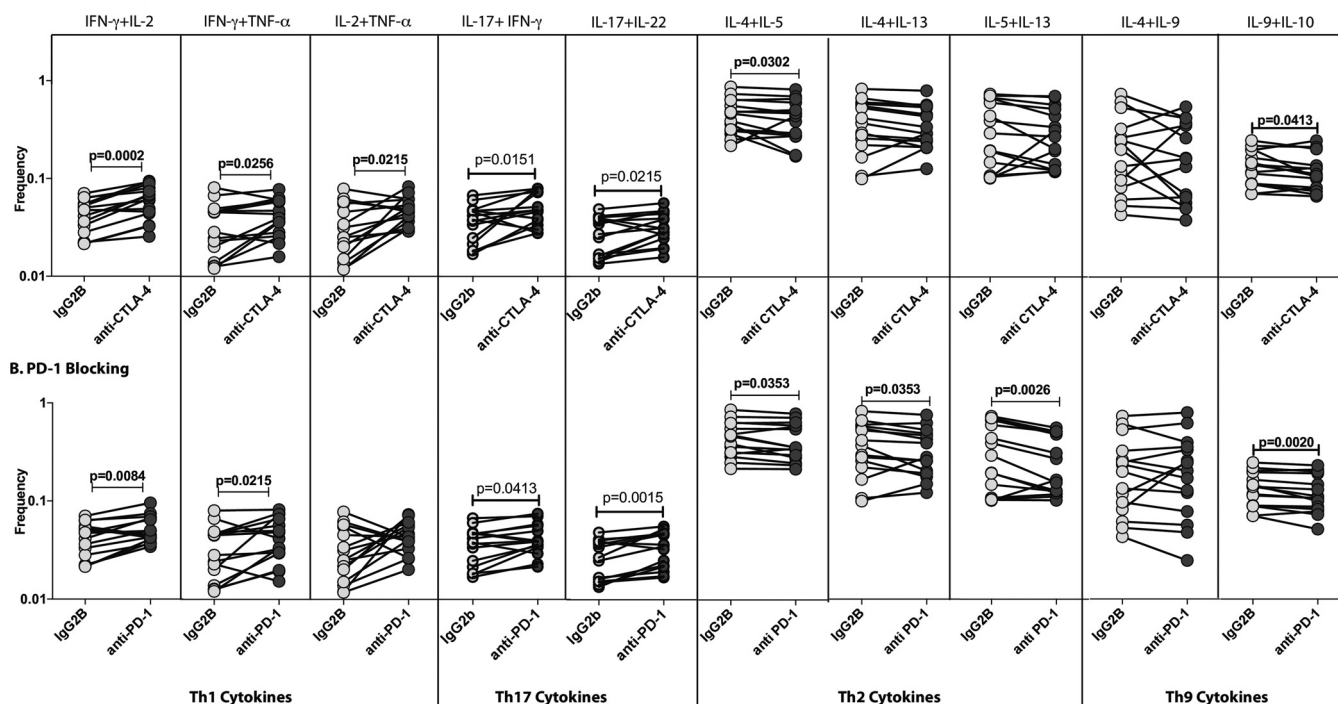 IFN-γ+IL-2 IFN-γ+TNF-α IL-2+TNF-α IL-17+ IFN-γ IL-17+IL-22 IL-4+IL-5 IL-4+IL-13 IL-5+IL-13 IL-4+IL-9 IL-9+IL-10
Frequency
1
0.1
0.01
p=0.0002
p=0.0256
p=0.0215
p=0.0151
p=0.0215
p=0.0302
p=0.0413
IgG2B anti-CTLA-4 IgG2B anti-CTLA-4 IgG2B anti-CTLA-4 IgG2b anti-CTLA-4 IgG2b anti-CTLA-4 IgG2B anti CTLA-4 IgG2B anti CTLA-4 IgG2B anti CTLA-4 IgG2B anti-CTLA-4 IgG2B anti-CTLA-4
B. PD-1 Blocking
Frequency
1
0.1
0.01
p=0.0084
p=0.0215
p=0.0413
p=0.0015
p=0.0353
p=0.0353
p=0.0026
p=0.0020
IgG2B anti-PD-1 IgG2B anti-PD-1 IgG2B anti-PD-1 IgG2b anti-PD-1 IgG2b anti-PD-1 IgG2B anti PD-1 IgG2B anti PD-1 IgG2B anti PD-1 IgG2B anti-PD-1 IgG2B anti-PD-1
Th1 Cytokines Th17 Cytokines Th2 Cytokines Th9 Cytokines